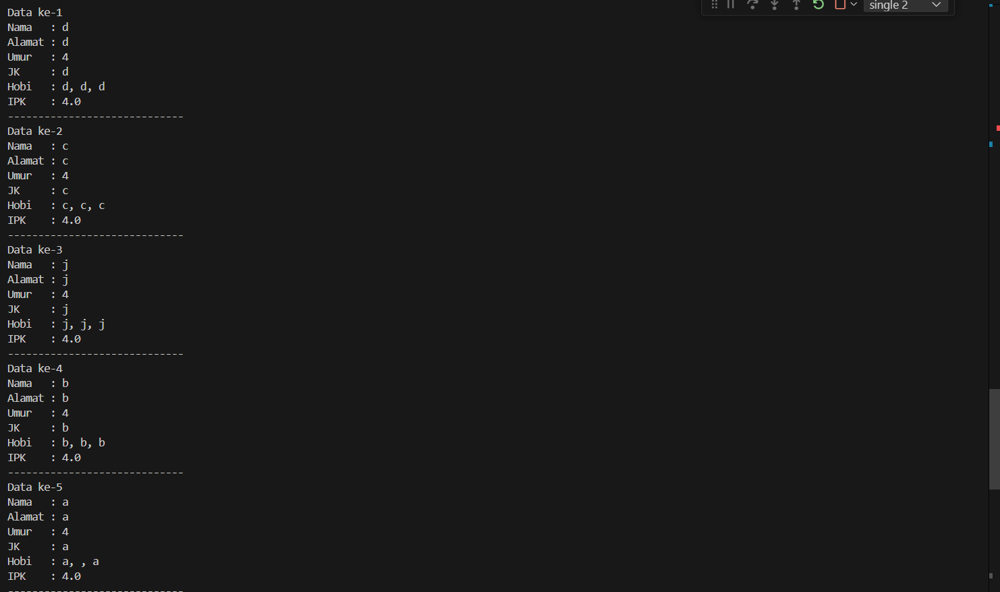 single 2
Data ke-1
Nama   : d
Alamat : d
Umur   : 4
JK     : d
Hobi   : d, d, d
IPK    : 4.0
-----------------------------
Data ke-2
Nama   : c
Alamat : c
Umur   : 4
JK     : c
Hobi   : c, c, c
IPK    : 4.0
-----------------------------
Data ke-3
Nama   : j
Alamat : j
Umur   : 4
JK     : j
Hobi   : j, j, j
IPK    : 4.0
-----------------------------
Data ke-4
Nama   : b
Alamat : b
Umur   : 4
JK     : b
Hobi   : b, b, b
IPK    : 4.0
-----------------------------
Data ke-5
Nama   : a
Alamat : a
Umur   : 4
JK     : a
Hobi   : a, , a
IPK    : 4.0
-----------------------------